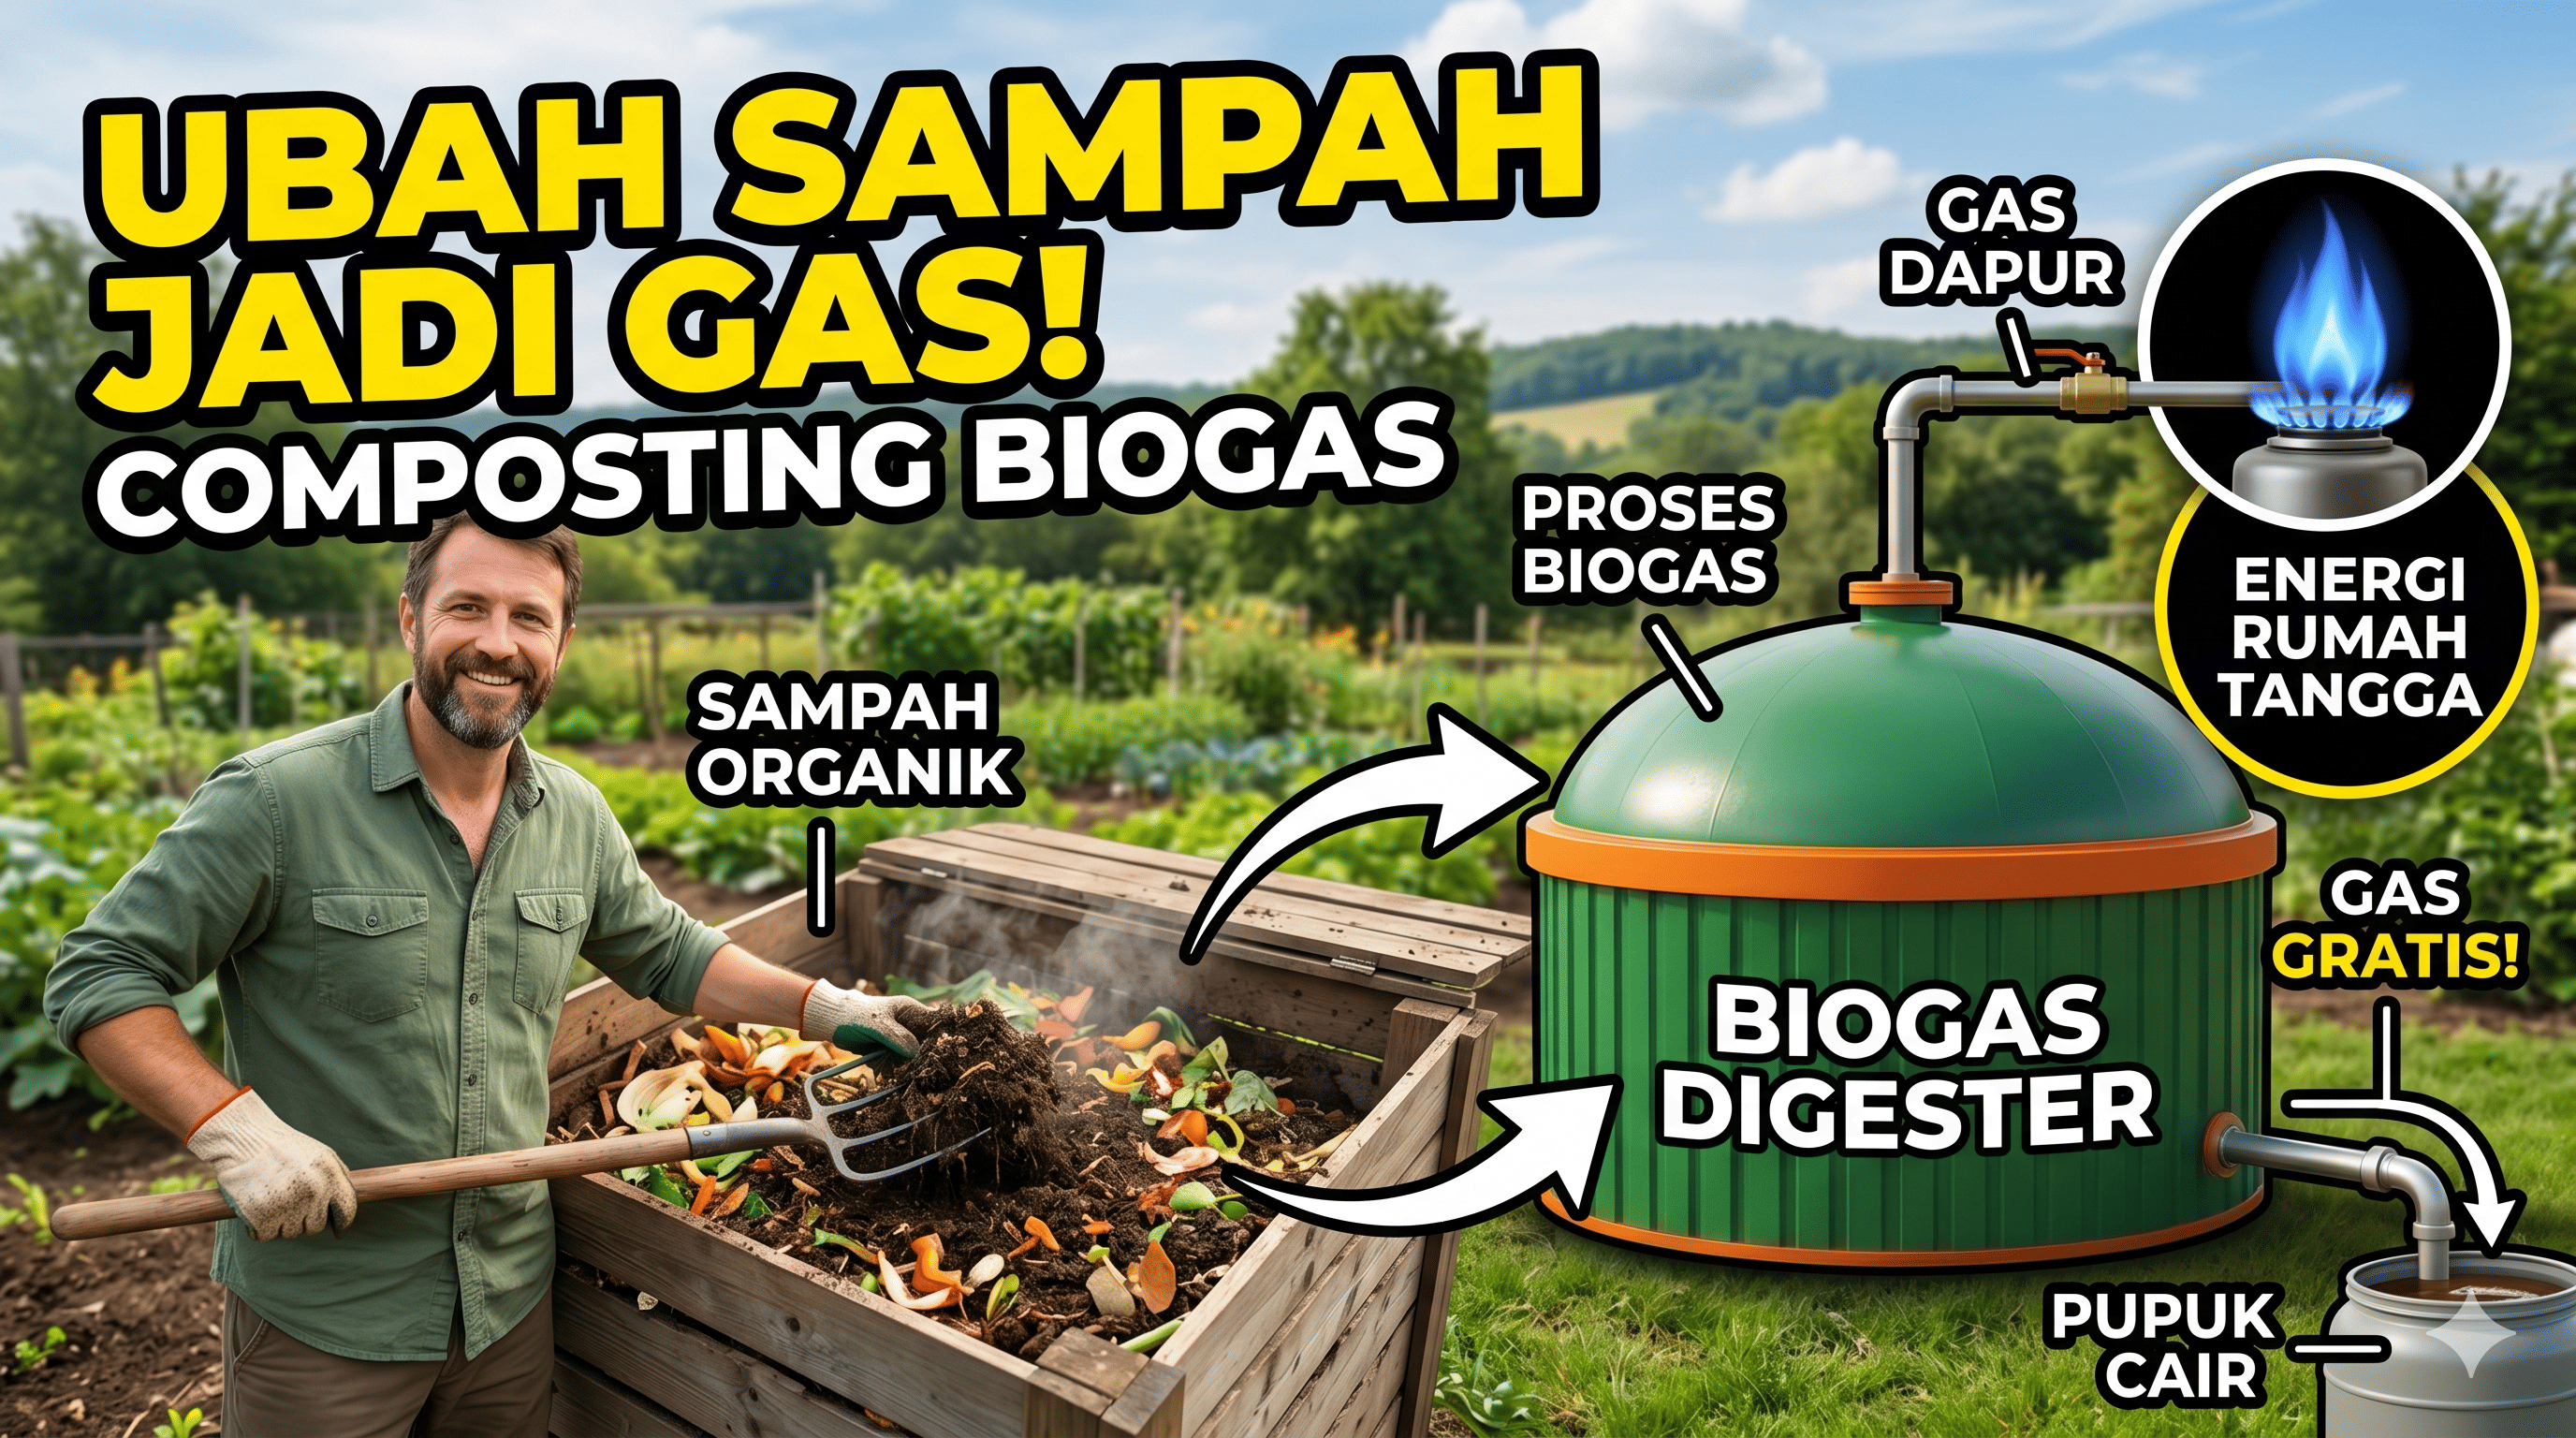 UBAH SAMPAH
JADI GAS!
COMPOSTING BIOGAS
SAMPAH
ORGANIK
PROSES
BIOGAS
GAS
DAPUR
ENERGI
RUMAH
TANGGA
BIOGAS
DIGESTER
GAS
GRATIS!
PUPUK
CAIR